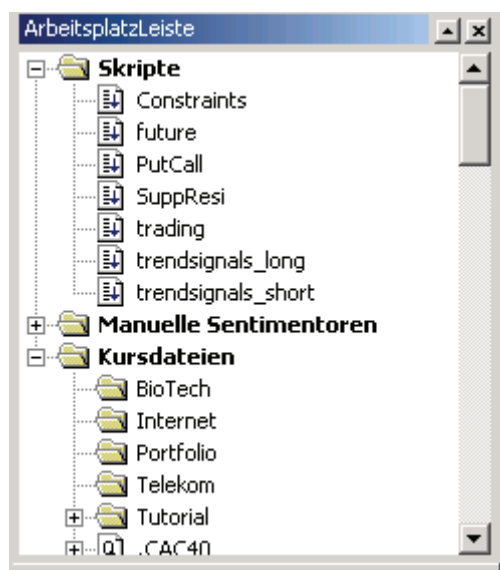 ArbeitsplatzLeiste
Skripte
Constraints
future
PutCall
SuppResi
trading
trendsignals_long
trendsignals_short
Manuelle Sentimentoren
Kursdateien
BioTech
Internet
Portfolio
Telekom
Tutorial
.CAC40